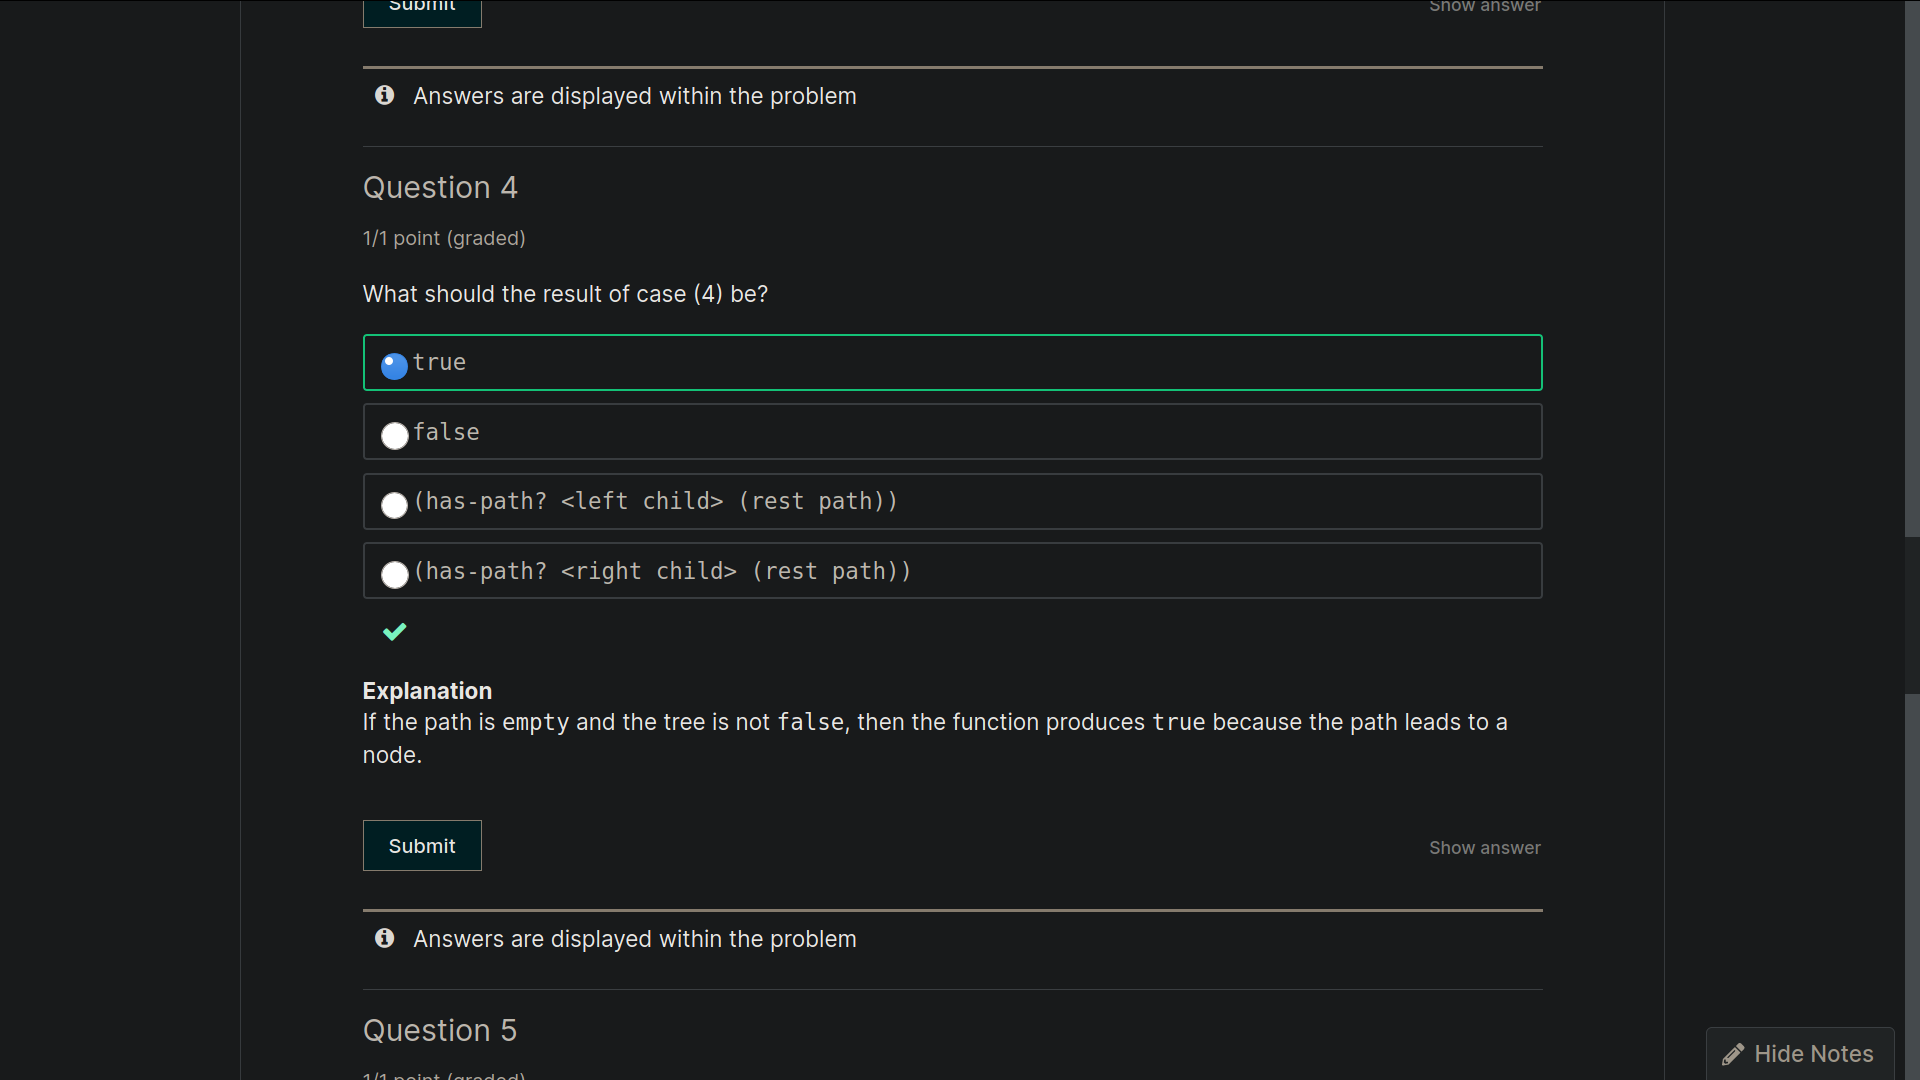 Submit
Show answer
Answers are displayed within the problem
Question 4
1/1 point (graded)
What should the result of case (4) be?
true
false
(has-path? <left child> (rest path))
(has-path? <right child> (rest path))
Explanation
If the path is empty and the tree is not false, then the function produces true because the path leads to a
node.
Submit
Show answer
Answers are displayed within the problem
Question 5
1/1 point (graded)
Hide Notes